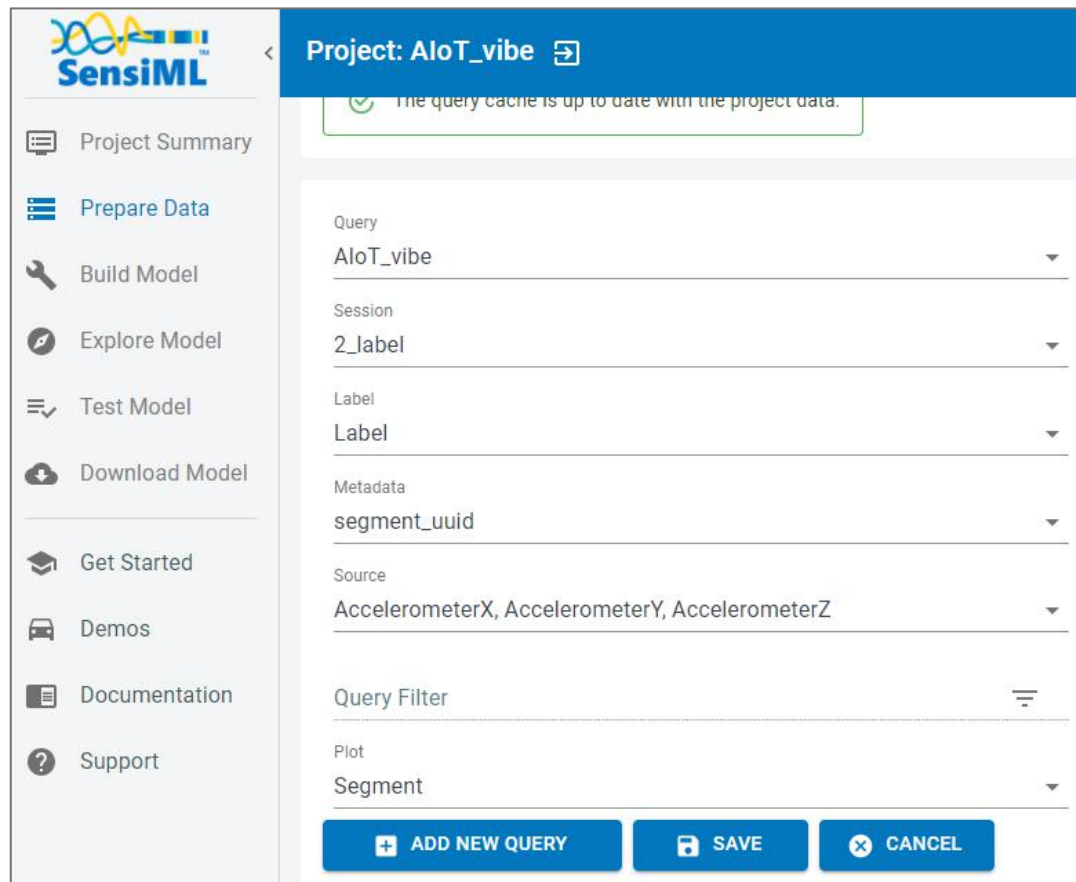 SensiML
TM
Project: AIoT_vibe
The query cache is up to date with the project data.
Project Summary
Prepare Data
Build Model
Explore Model
Test Model
Download Model
Get Started
Demos
Documentation
Support
Query
AIoT_vibe
Session
2_label
Label
Label
Metadata
segment_uuid
Source
AccelerometerX, AccelerometerY, AccelerometerZ
Query Filter
Plot
Segment
ADD NEW QUERY
SAVE
CANCEL